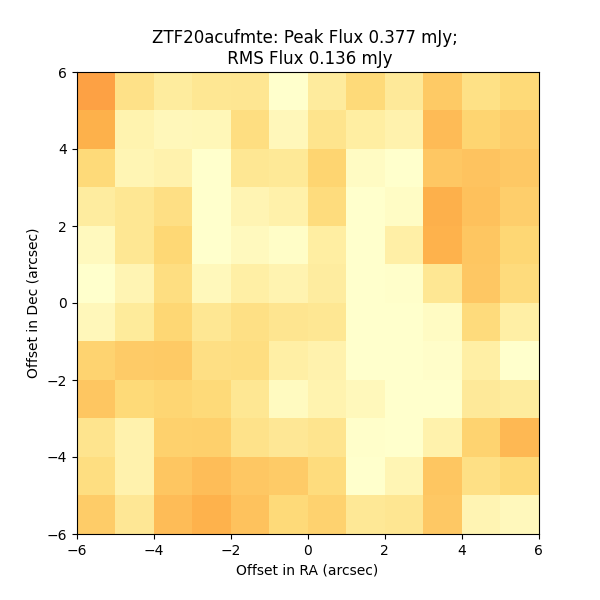 ZTF20acufmte: Peak Flux 0.377 mJy;
RMS Flux 0.136 mJy
6
4
2
0
−2
−4
−6
Offset in Dec (arcsec)
−6 −4 −2 0 2 4 6
Offset in RA (arcsec)